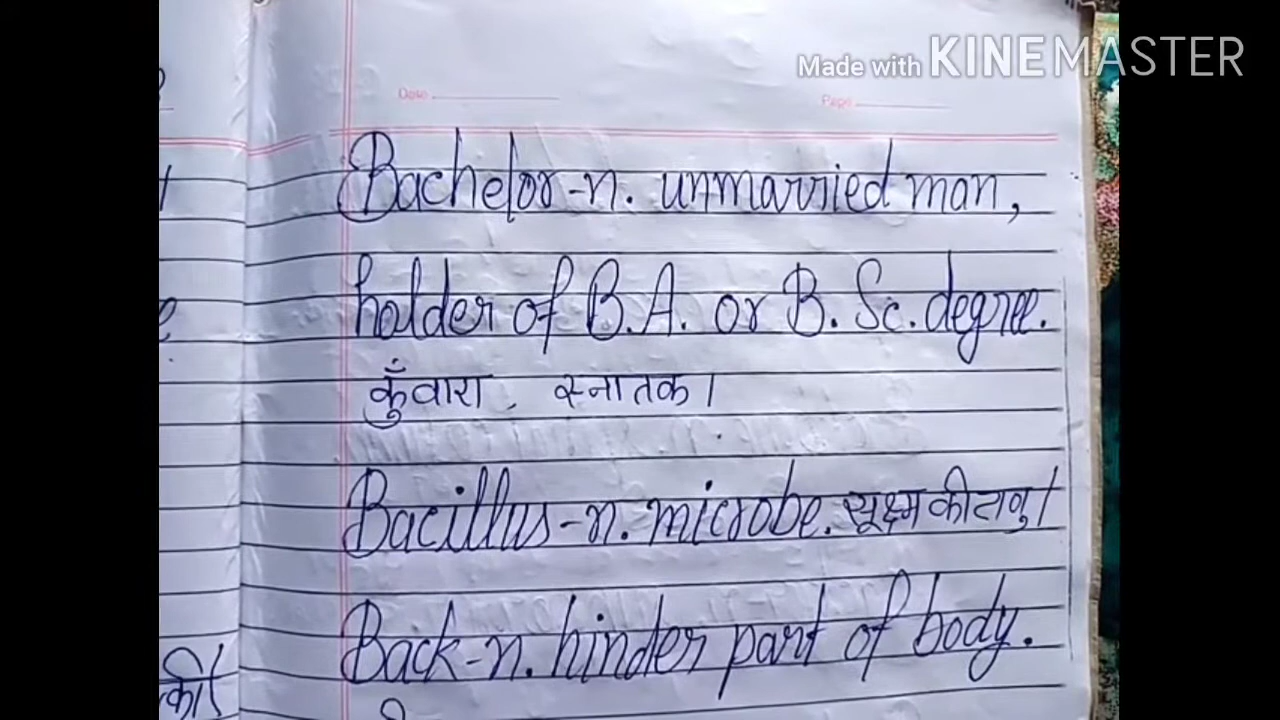 Made with KINEMASTER
Date
Page
Bachelor-n. unmarried man,
holder of B.A. or B.Sc. degree.
कुँवारा, स्नातक।
Bacillus-n. microbe. सूक्ष्म कीटाणु।
Back-n. hinder part of body.